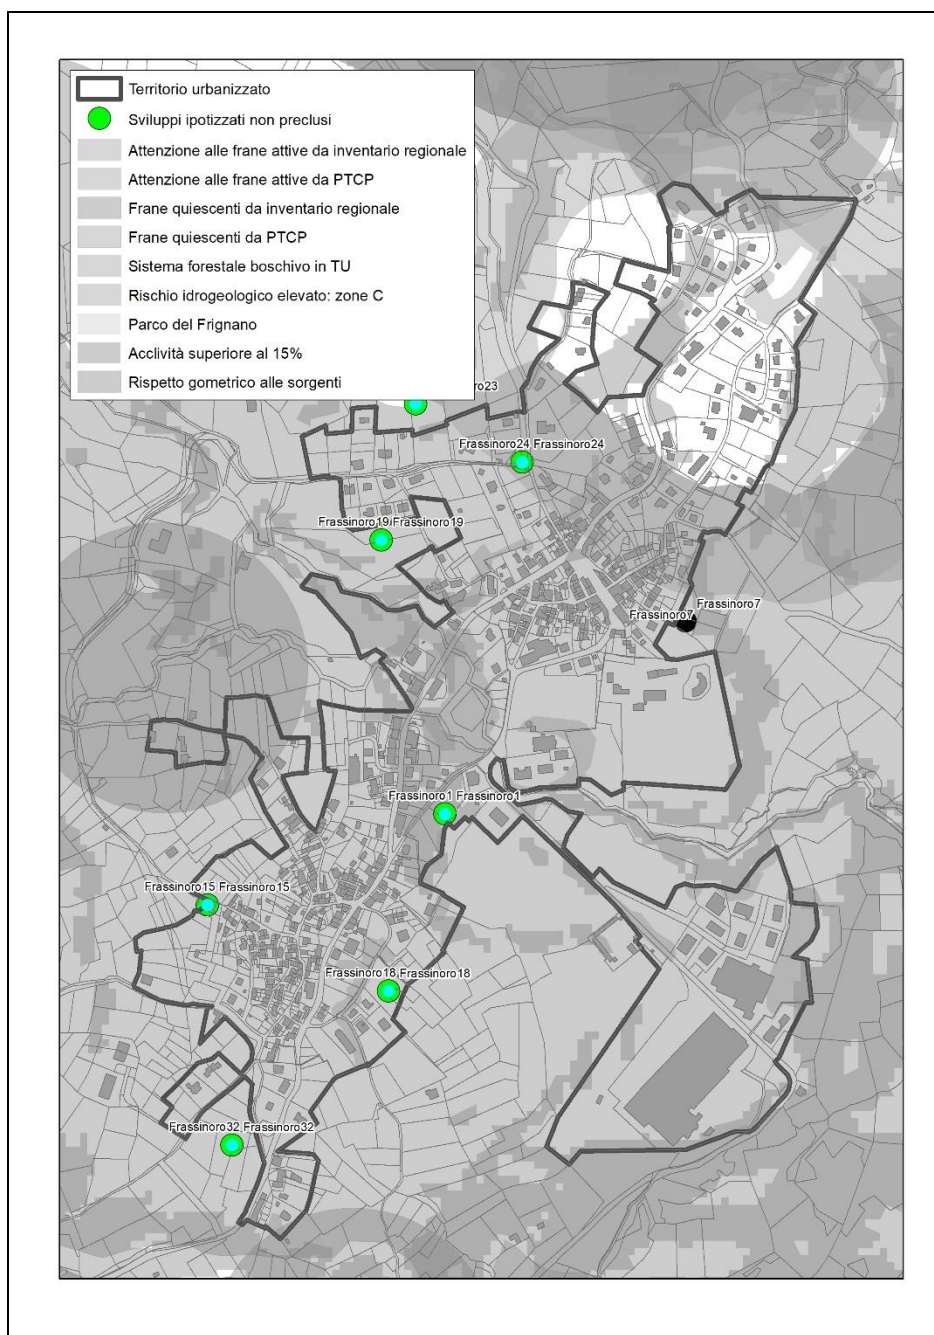 Territorio urbanizzato
Sviluppi ipotizzati non preclusi
Attenzione alle frane attive da inventario regionale
Attenzione alle frane attive da PTCP
Frane quiescenti da inventario regionale
Frane quiescenti da PTCP
Sistema forestale boschivo in TU
Rischio idrogeologico elevato: zone C
Parco del Frignano
Acclività superiore al 15%
Rispetto gometrico alle sorgenti
ro23
Frassinoro24 Frassinoro24
Frassinoro19 Frassinoro19
Frassinoro7 Frassinoro7
Frassinoro1 Frassinoro1
Frassinoro15 Frassinoro15
Frassinoro18 Frassinoro18
Frassinoro32 Frassinoro32